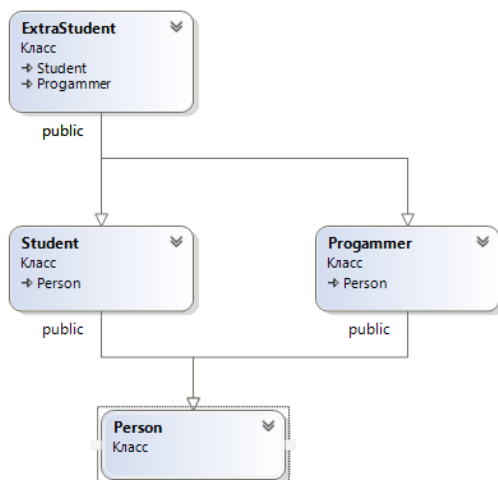 ExtraStudent
Класс
Student
Progammer
public
Student
Класс
Person
public
Progammer
Класс
Person
public
Person
Класс